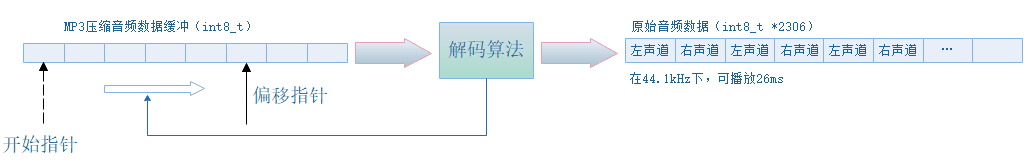 MP3压缩音频数据缓冲（int8_t）
开始指针
偏移指针
解码算法
原始音频数据（int8_t *2306）
左声道 右声道 左声道 右声道 左声道 右声道 …
在44.1kHz下，可播放26ms